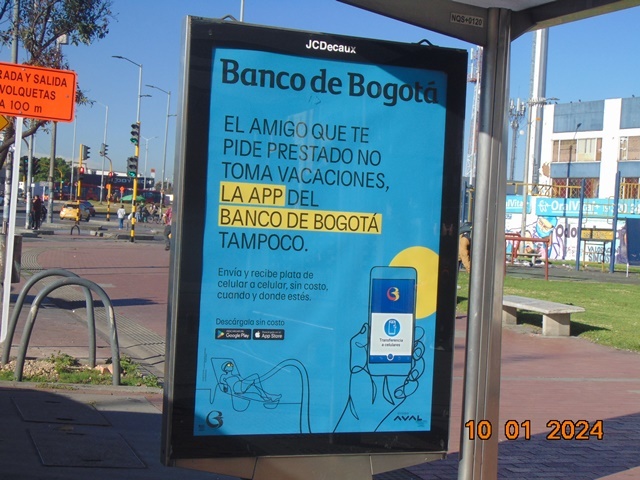 NQS-0120
JCDecaux
Banco de Bogotá
EL AMIGO QUE TE
PIDE PRESTADO NO
TOMA VACACIONES,
LA APP DEL
BANCO DE BOGOTÁ
TAMPOCO.
Envía y recibe plata de
celular a celular, sin costo,
cuando y donde estés.
Descárgala sin costo
Google Play
App Store
Transferencia
a celulares
AVAL
RADA Y SALIDA
VOLQUETAS
A 100 m
10 01 2024